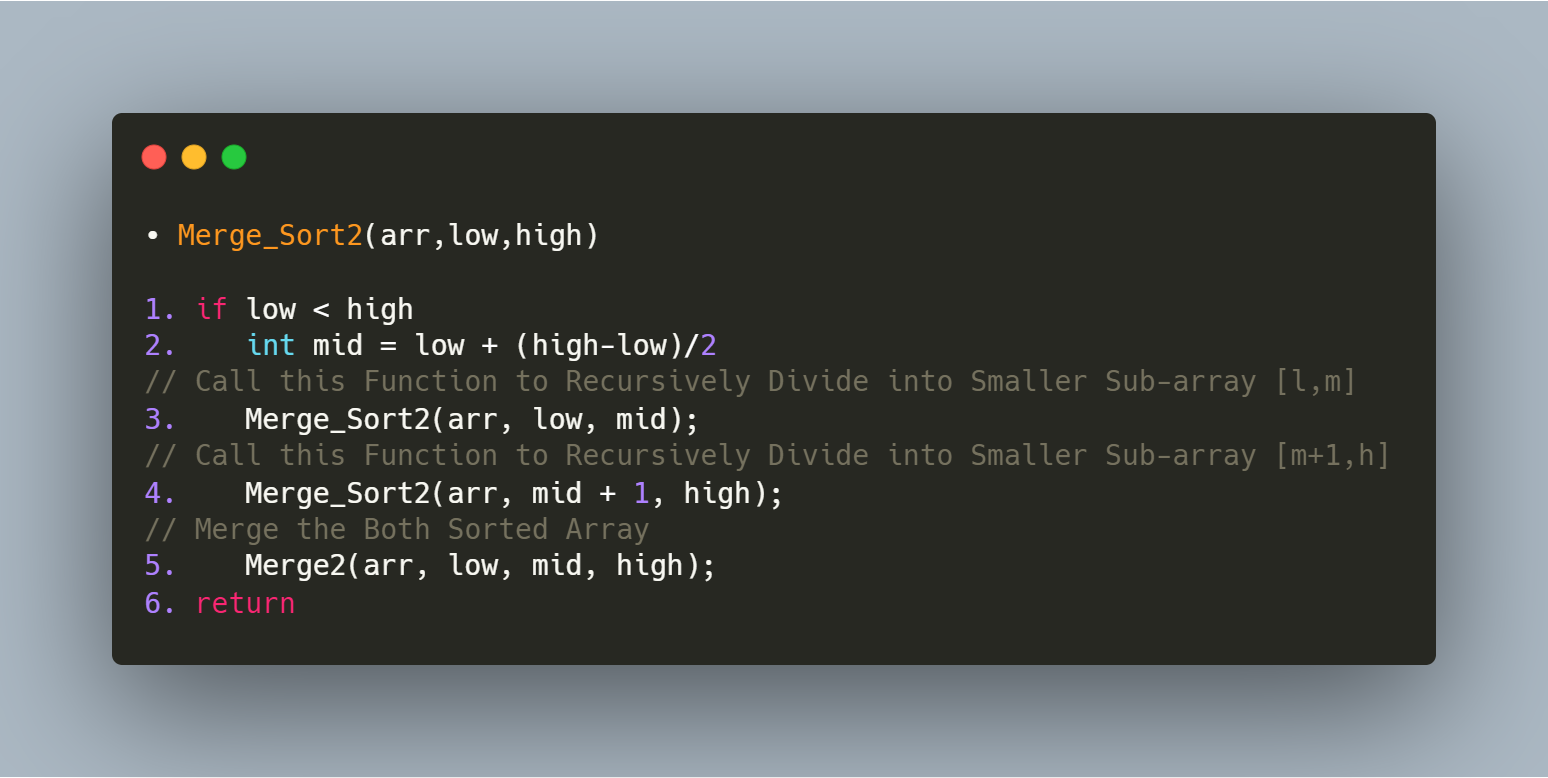 • Merge_Sort2(arr,low,high)
1. if low < high
2.    int mid = low + (high-low)/2
// Call this Function to Recursively Divide into Smaller Sub-array [l,m]
3.    Merge_Sort2(arr, low, mid);
// Call this Function to Recursively Divide into Smaller Sub-array [m+1,h]
4.    Merge_Sort2(arr, mid + 1, high);
// Merge the Both Sorted Array
5.    Merge2(arr, low, mid, high);
6. return